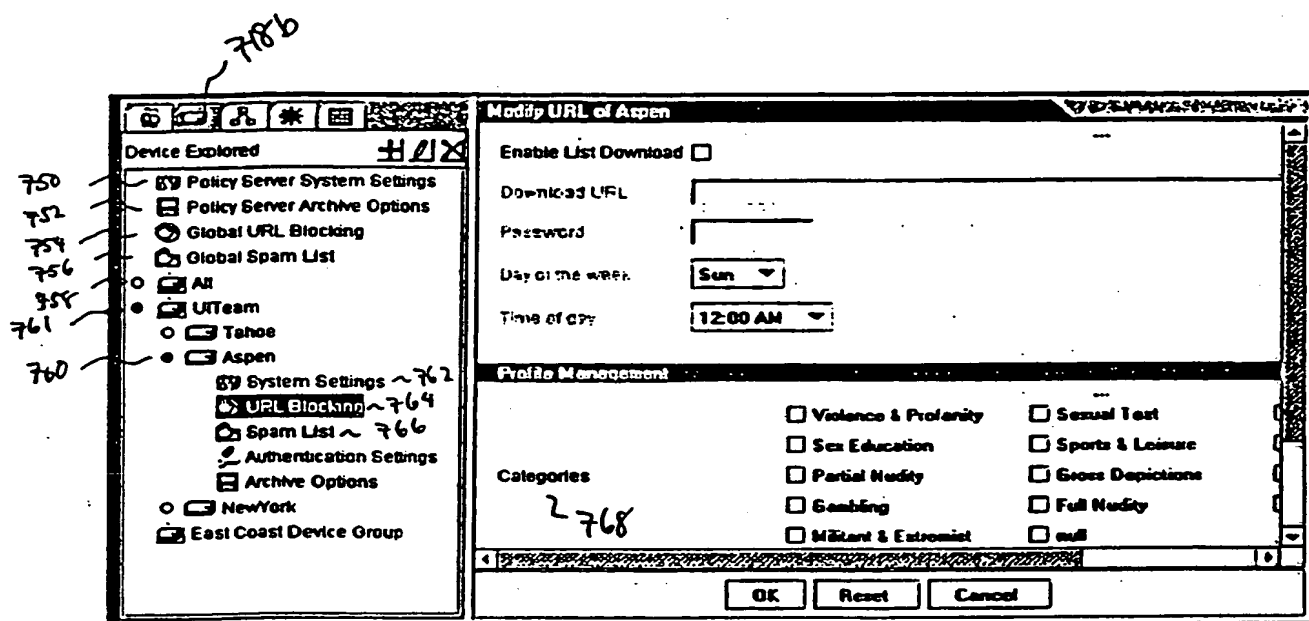 718b
Modify URL of Aspen
Device Explored
Enable List Download
750
Policy Server System Settings
Download URL
752
Policy Server Archive Options
754
Global URL Blocking
Password
756
Global Spam List
958
All
Day of the week
Sun
761
UITeam
Tahoe
Time of day
12:00 AM
760
Aspen
Profile Management
System Settings ~762
URL Blocking ~764
Violence & Profanity
Sexual Text
Spam List ~ 766
Sex Education
Sports & Leisure
Authentication Settings
Categories
Partial Nudity
Gross Depictions
Archive Options
768
Gambling
Full Nudity
NewYork
East Coast Device Group
Militant & Extremist
null
OK
Reset
Cancel